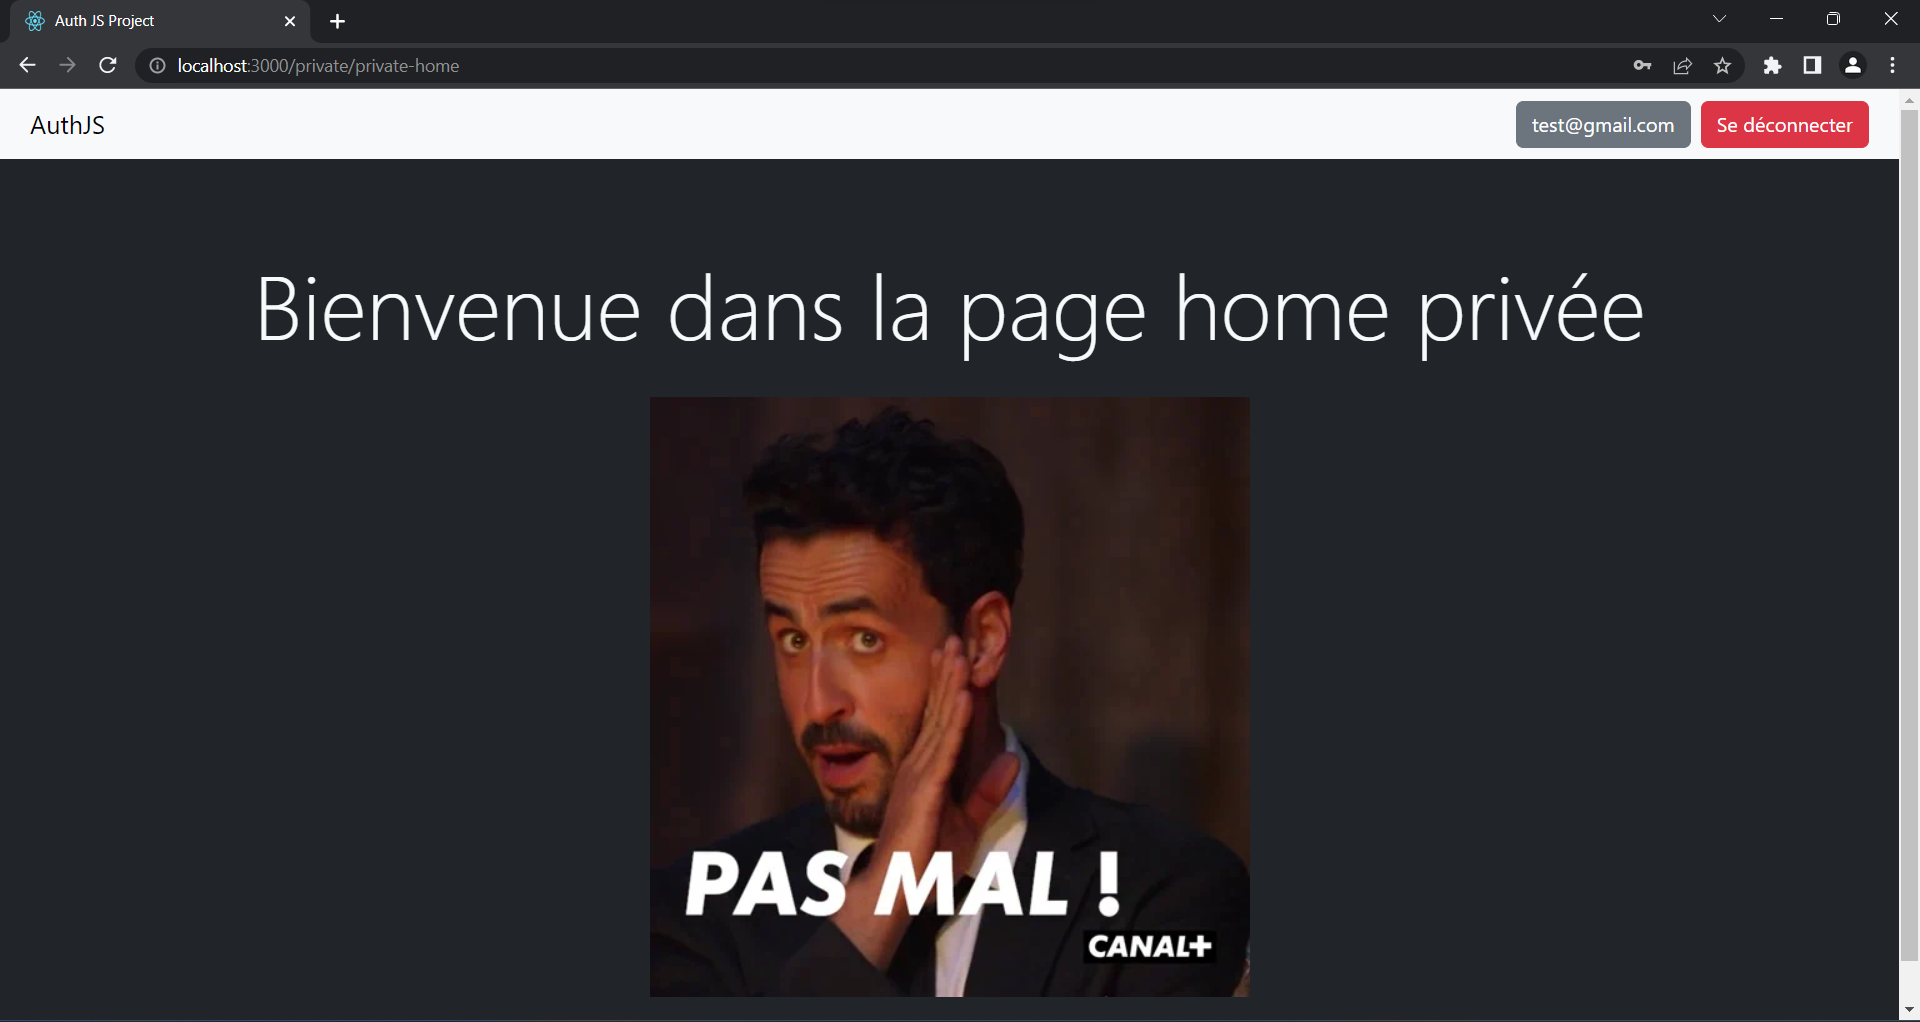 Auth JS Project
localhost:3000/private/private-home
AuthJS
test@gmail.com
Se déconnecter
Bienvenue dans la page home privée
PAS MAL !
CANAL+